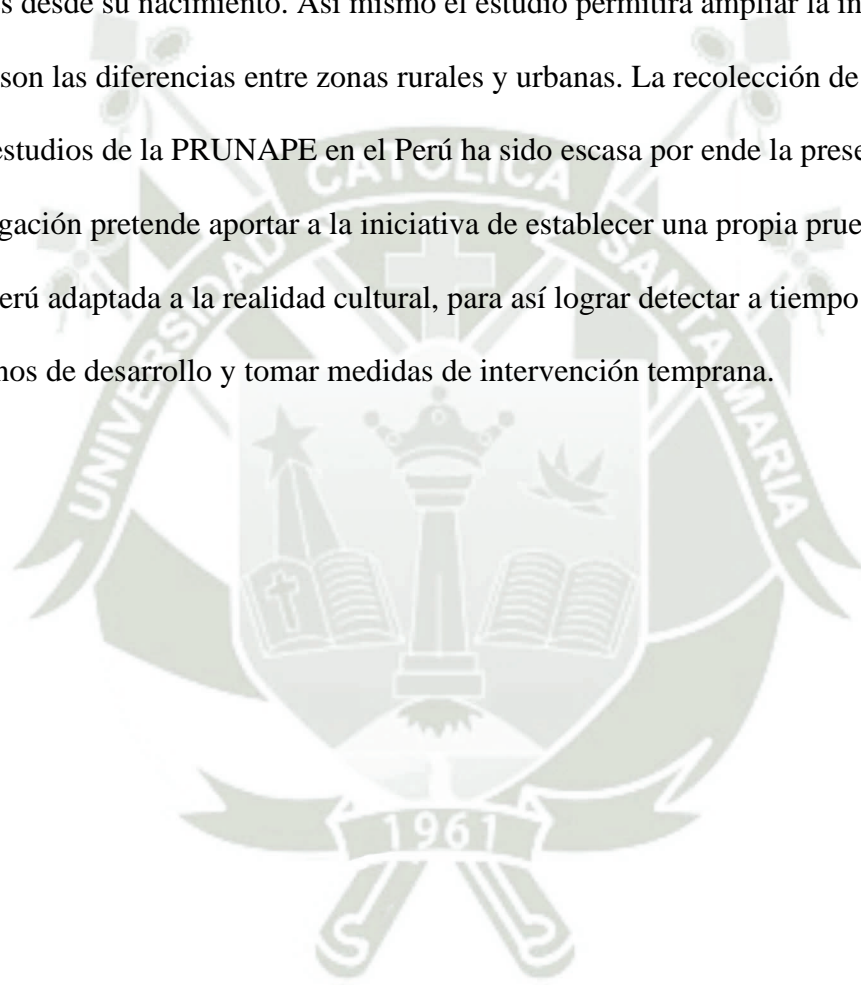 s desde su nacimiento. Así mismo el estudio permitirá ampliar la in
son las diferencias entre zonas rurales y urbanas. La recolección de
estudios de la PRUNAPE en el Perú ha sido escasa por ende la prese
gación pretende aportar a la iniciativa de establecer una propia prue
erú adaptada a la realidad cultural, para así lograr detectar a tiempo
nos de desarrollo y tomar medidas de intervención temprana.
UNIVERSIDAD CATOLICA SANTA MARIA
1961